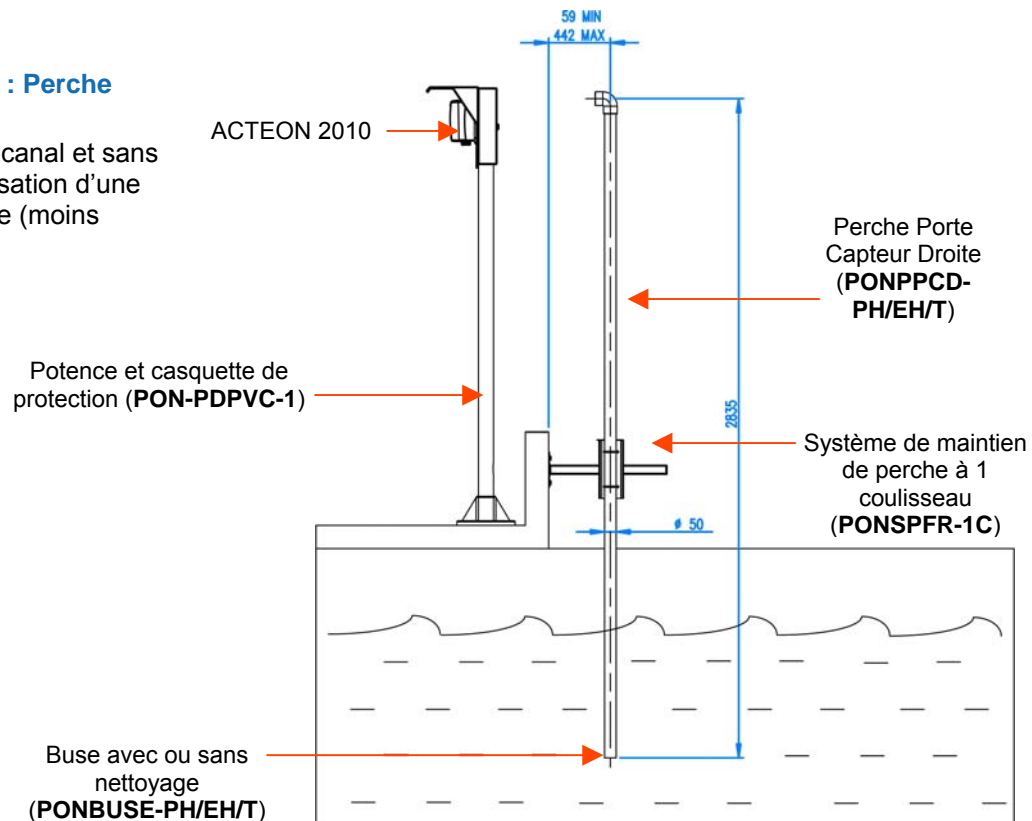 59 MIN
442 MAX
: Perche
canal et sans
sation d’une
e (moins
ACTEON 2010
Perche Porte
Capteur Droite
(PONPPCD-
PH/EH/T)
Potence et casquette de
protection (PON-PDPVC-1)
2835
Système de maintien
de perche à 1
coulisseau
(PONSPFR-1C)
ø 50
Buse avec ou sans
nettoyage
(PONBUSE-PH/EH/T)